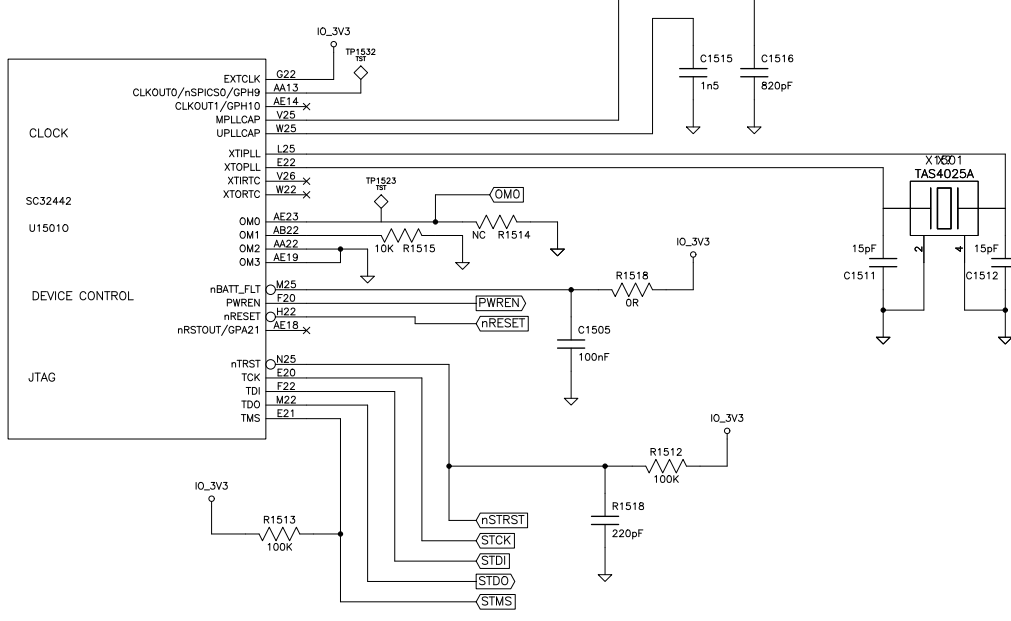 IO_3V3
TP1532
TST
C1515
1n5
C1516
820pF
EXTCLK G22
CLKOUT0/nSPICS0/GPH9 AA13
CLKOUT1/GPH10 AE14
MPLLCAP V25
UPLLCAP W25
CLOCK
XTIPLL L25
XTOPLL E22
XTIRTC V26
XTORTC W22
TAS4025A
SC32442
U15010
TP1523
TST
OM0
OM0 AE23
OM1 AB22
OM2 AA22
OM3 AE19
NC R1514
10K R1515
2 4
15pF
C1511
15pF
C1512
IO_3V3
DEVICE CONTROL
nBATT_FLT M25
PWREN F20
nRESET H22
nRSTOUT/GPA21 AE18
R1518
0R
PWREN
nRESET
C1505
100nF
JTAG
nTRST N25
TCK E20
TDI F22
TDO M22
TMS E21
IO_3V3
R1512
100K
IO_3V3
R1513
100K
R1518
220pF
nSTRST
STCK
STDI
STDO
STMS